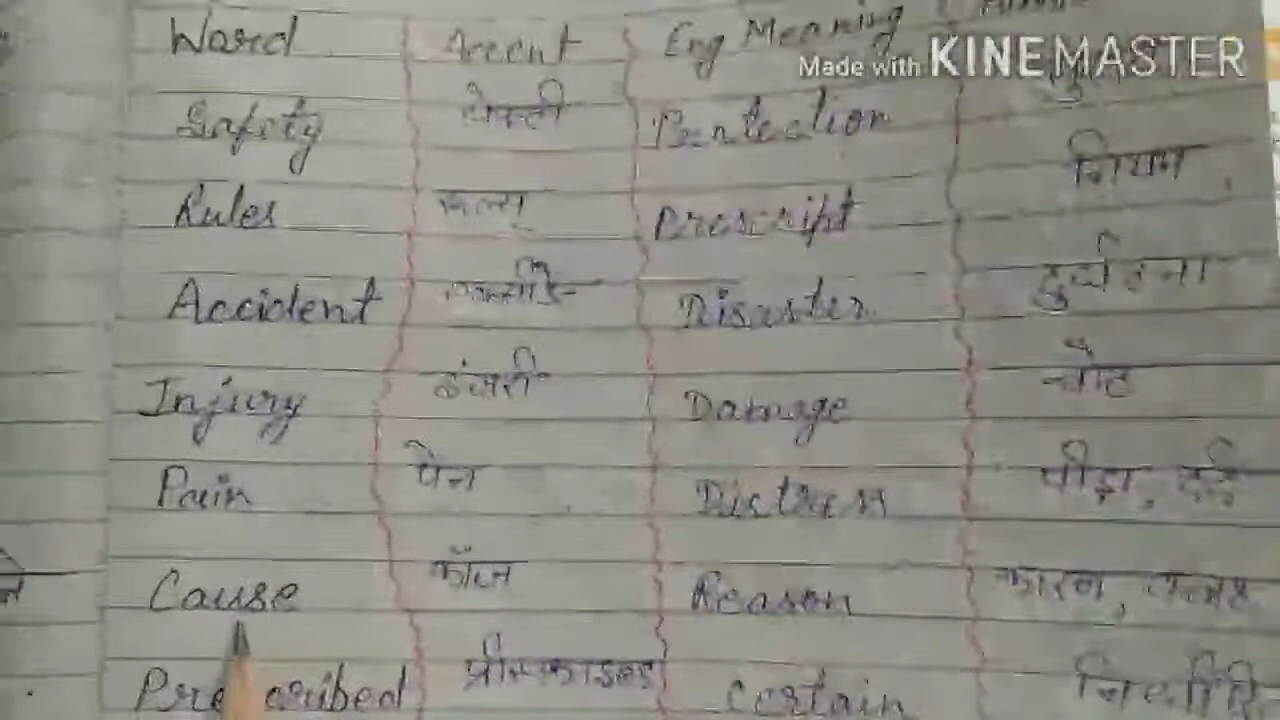 Word Accent Eng Meaning
Made with KINEMASTER
Safety सेफ्टी Protection
Rules रूल्स Prescript नियम
Accident Disaster दुर्घटना
Injury इंजरी Damage चोट
Pain पेन Distress पीड़ा, दर्द
Cause कॉज Reason कारण, वजह
Prescribed प्रीस्क्राइब्ड Certain